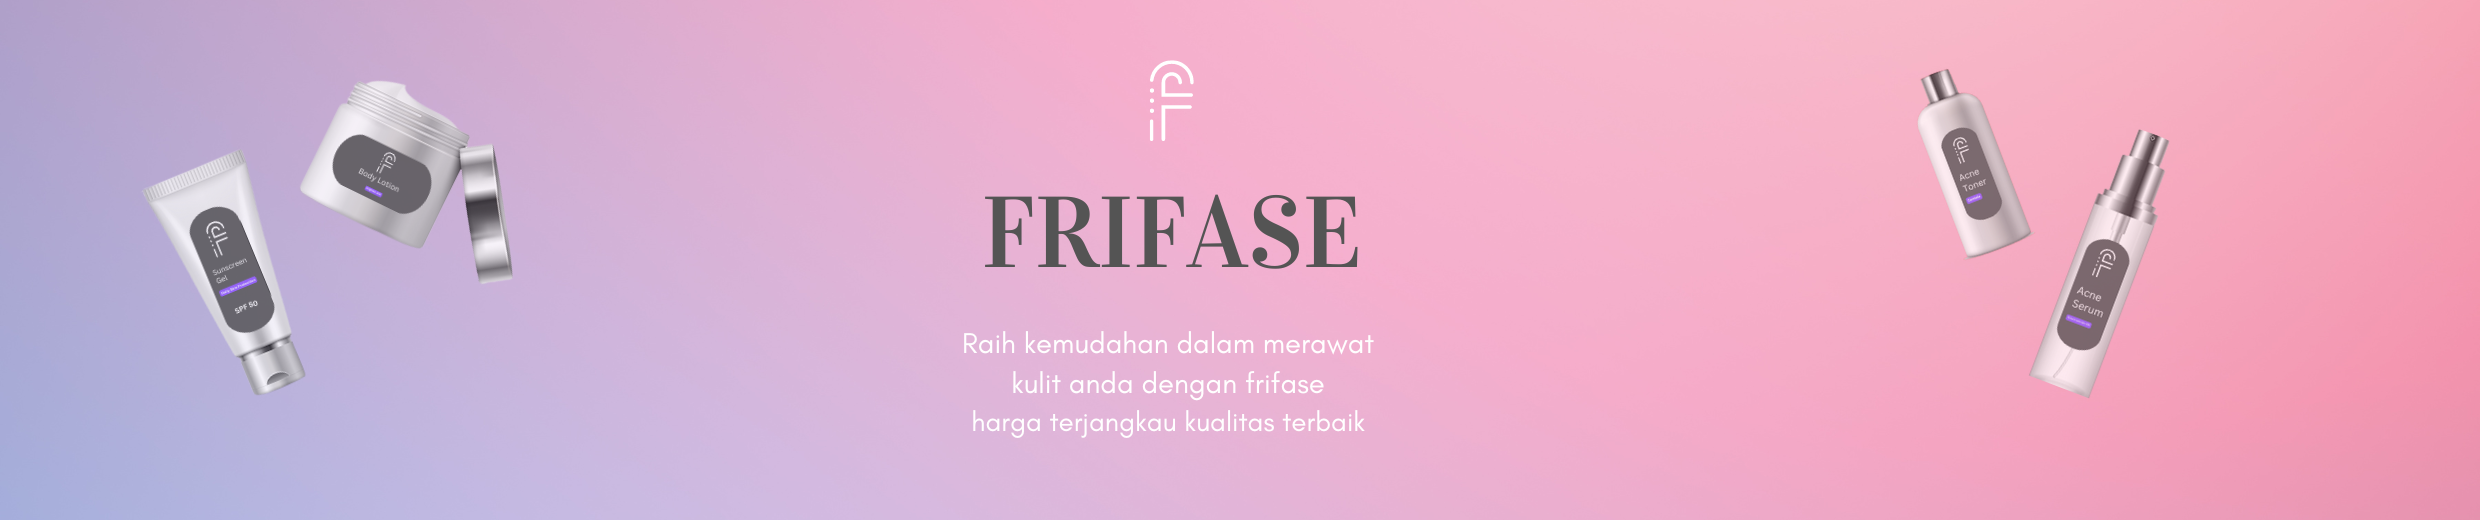 FRIFASE
Raih kemudahan dalam merawat
kulit anda dengan frifase
harga terjangkau kualitas terbaik
Sunscreen
Gel
SPF 50
Body Lotion
Acne
Toner
Acne
Serum